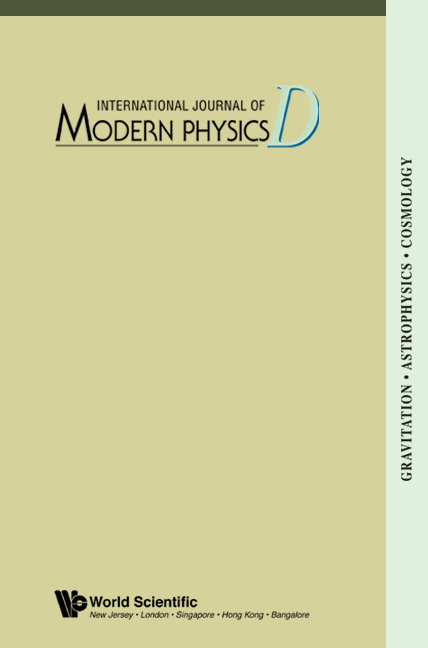 INTERNATIONAL JOURNAL OF
MODERN PHYSICS D
GRAVITATION • ASTROPHYSICS • COSMOLOGY
World Scientific
New Jersey • London • Singapore • Hong Kong • Bangalore